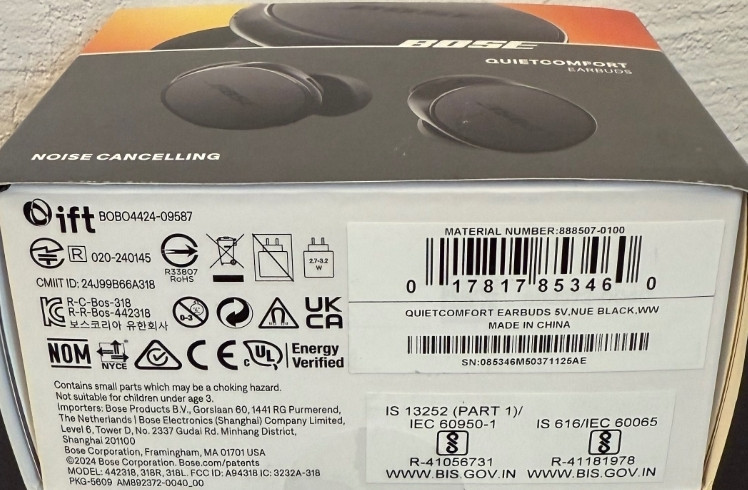 BOSE
QUIETCOMFORT
EARBUDS
NOISE CANCELLING
ift BOBO4424-09587
R 020-240145
R33807
RoHS
2.7-3.2
W
CMIIT ID: 24J99B66A318
R-C-Bos-318
R-R-Bos-442318
보스코리아 유한회사
0-3
UK
CA
NOM
NYCE
CE
c UL
Energy
Verified
Contains small parts which may be a choking hazard.
Not suitable for children under age 3.
Importers: Bose Products B.V., Gorslaan 60, 1441 RG Purmerend,
The Netherlands | Bose Electronics (Shanghai) Company Limited,
Level 6, Tower D, No. 2337 Gudai Rd. Minhang District,
Shanghai 201100
Bose Corporation, Framingham, MA 01701 USA
©2024 Bose Corporation. Bose.com/patents
MODEL: 442318, 318R, 318L. FCC ID: A94318 IC: 3232A-318
PKG-5609 AM892372-0040_00
MATERIAL NUMBER:888507-0100
0 17817 85346 0
QUIETCOMFORT EARBUDS 5V,NUE BLACK,WW
MADE IN CHINA
SN:085346M50371125AE
IS 13252 (PART 1)/
IEC 60950-1
R-41056731
WWW.BIS.GOV.IN
IS 616/IEC 60065
R-41181978
WWW.BIS.GOV.IN